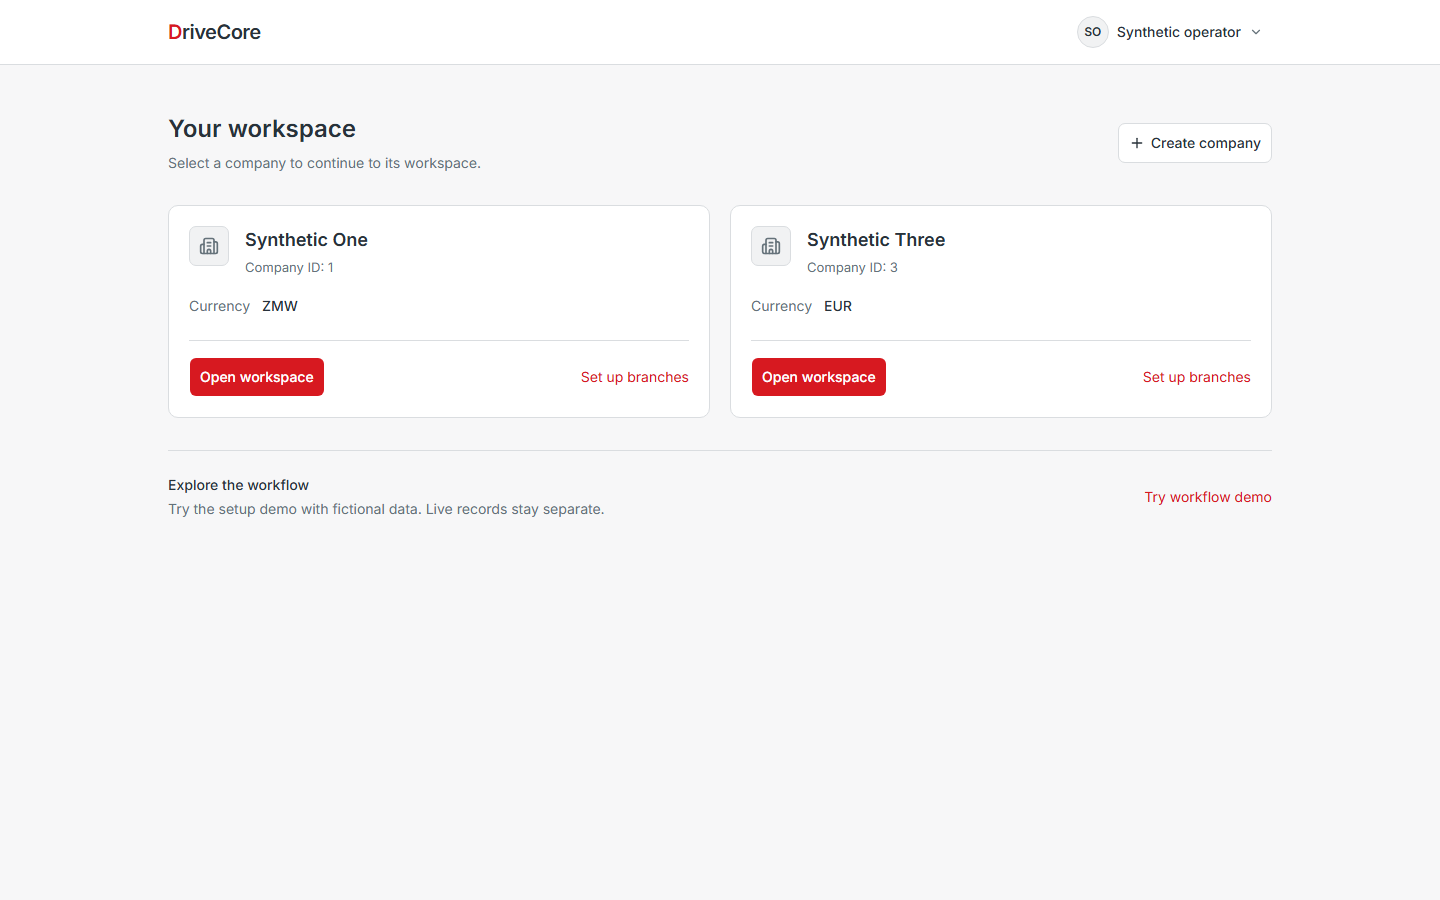 DriveCore
SO Synthetic operator
Your workspace
Select a company to continue to its workspace.
+ Create company
Synthetic One
Company ID: 1
Currency ZMW
Open workspace
Set up branches
Synthetic Three
Company ID: 3
Currency EUR
Open workspace
Set up branches
Explore the workflow
Try the setup demo with fictional data. Live records stay separate.
Try workflow demo